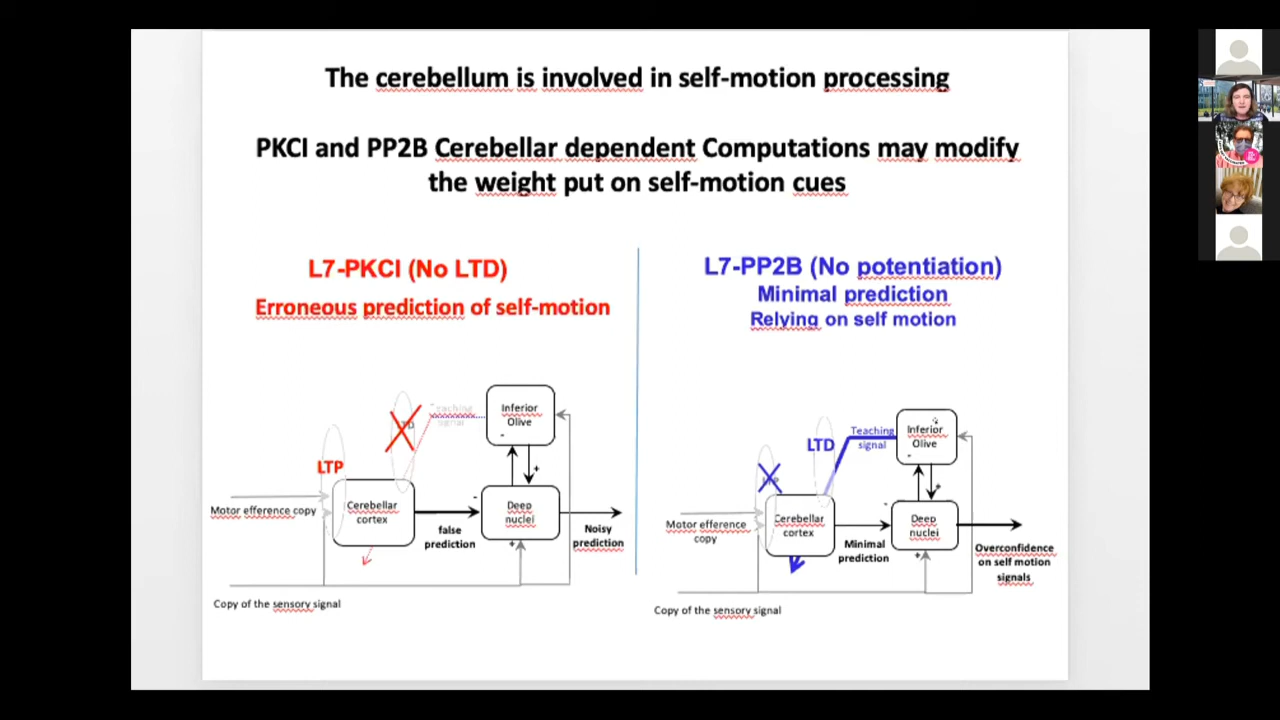 The cerebellum is involved in self-motion processing
PKCI and PP2B Cerebellar dependent Computations may modify
the weight put on self-motion cues
L7-PKCI (No LTD)
Erroneous prediction of self-motion
Inferior
Olive
-
signal
LTP
+
Motor efference copy
Cerebellar
cortex
-
Deep
nuclei
false
prediction
+
Noisy
prediction
Copy of the sensory signal
L7-PP2B (No potentiation)
Minimal prediction
Relying on self motion
LTD
Teaching
signal
Inferior
Olive
-
+
Motor efference
copy
Cerebellar
cortex
-
Deep
nuclei
Minimal
prediction
+
Overconfidence
on self motion
signals
Copy of the sensory signal